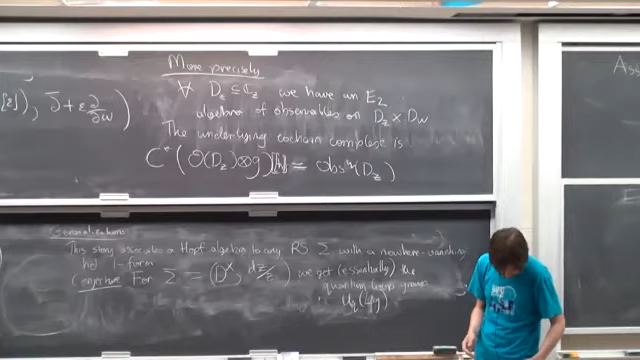 More precisely
[ε]), ∂̄ + ε ∂/∂w)
∀ D_z ⊆ ℂ_z we have an E_2
algebra of observables on D_z × D_w
The underlying cochain complex is
C*(O(D_z)⊗g)[[ħ]] = Obs^q(D_z)
Ass
Generalizations
This story associates a Hopf algebra to any RS Σ with a nowhere-vanishing
hol 1-form
Conjecture For Σ = (D^×, dz/z) we get (essentially) the
quantum loop group
U_q(Lg)